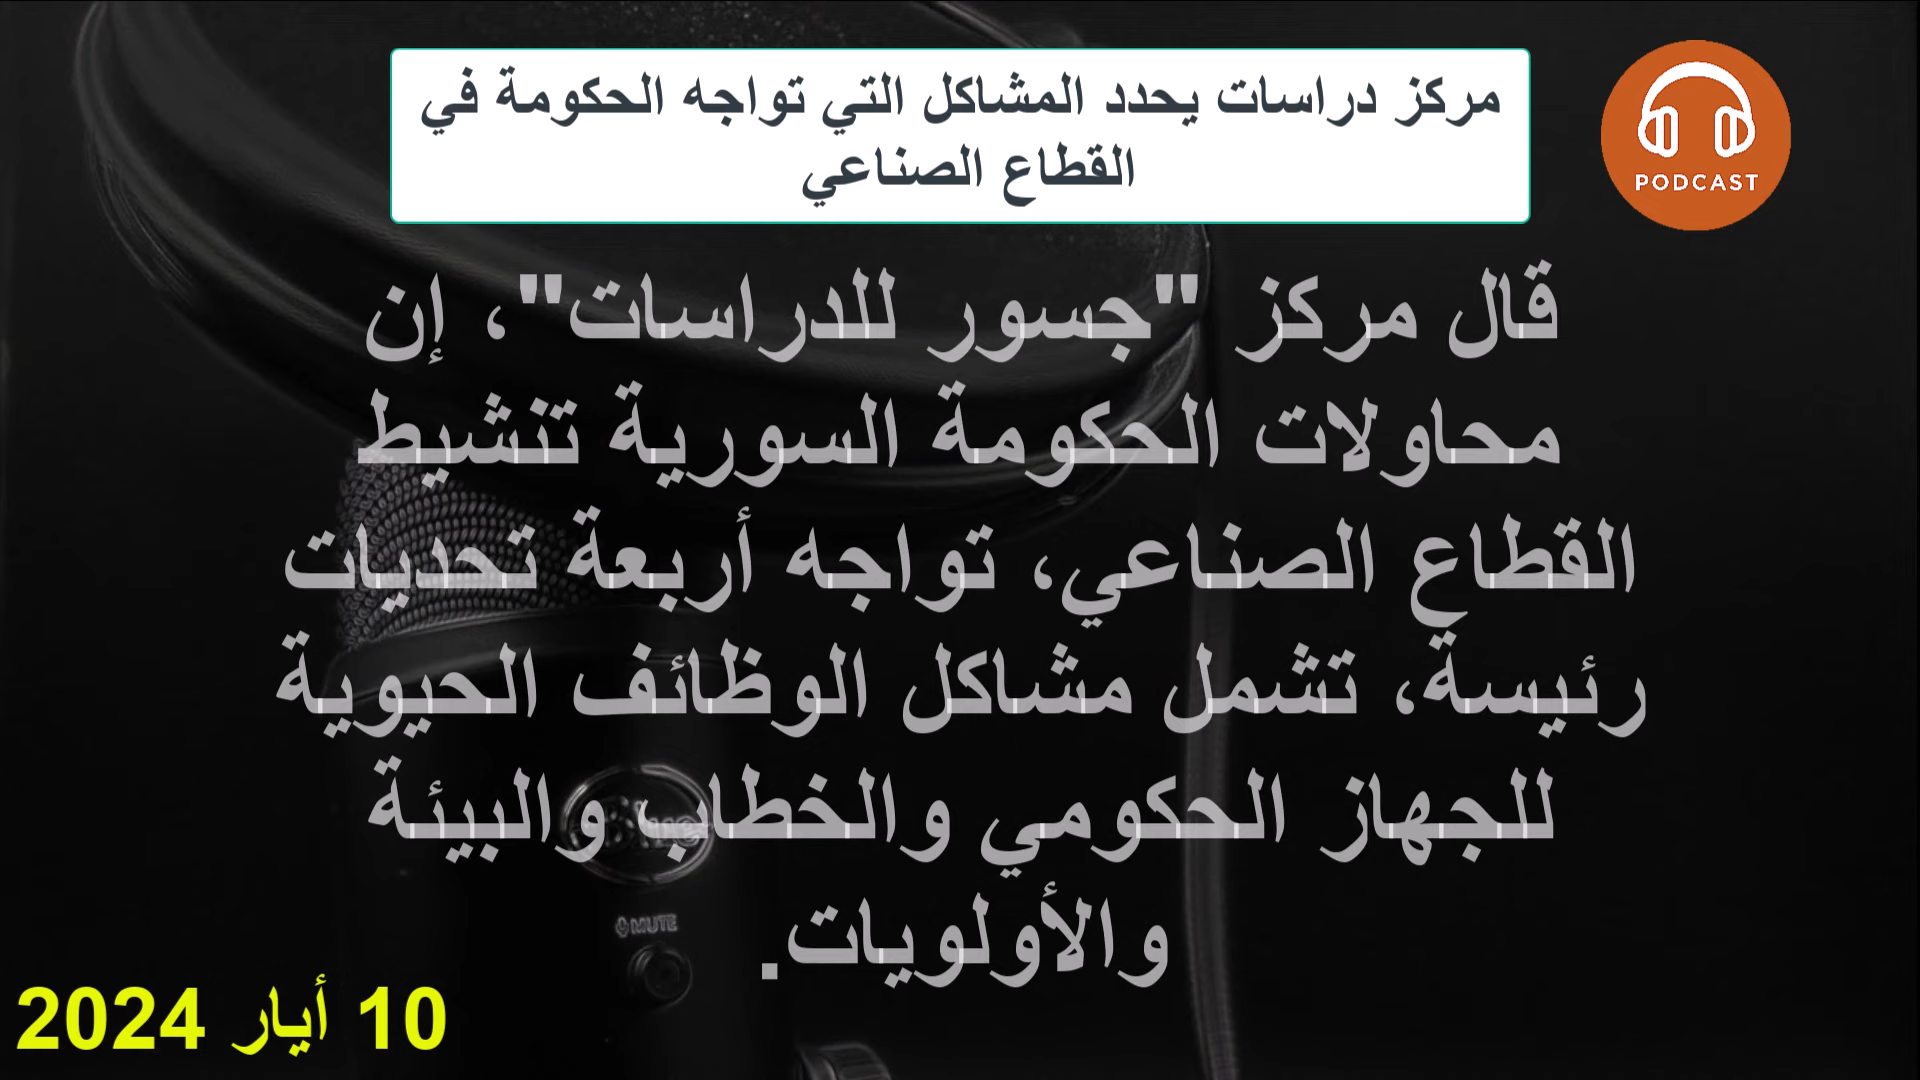 مركز دراسات يحدد المشاكل التي تواجه الحكومة في
القطاع الصناعي
PODCAST
قال مركز "جسور للدراسات"، إن
محاولات الحكومة السورية تنشيط
القطاع الصناعي، تواجه أربعة تحديات
رئيسة، تشمل مشاكل الوظائف الحيوية
للجهاز الحكومي والخطاب والبيئة
والأولويات.
MUTE
10 أيار 2024